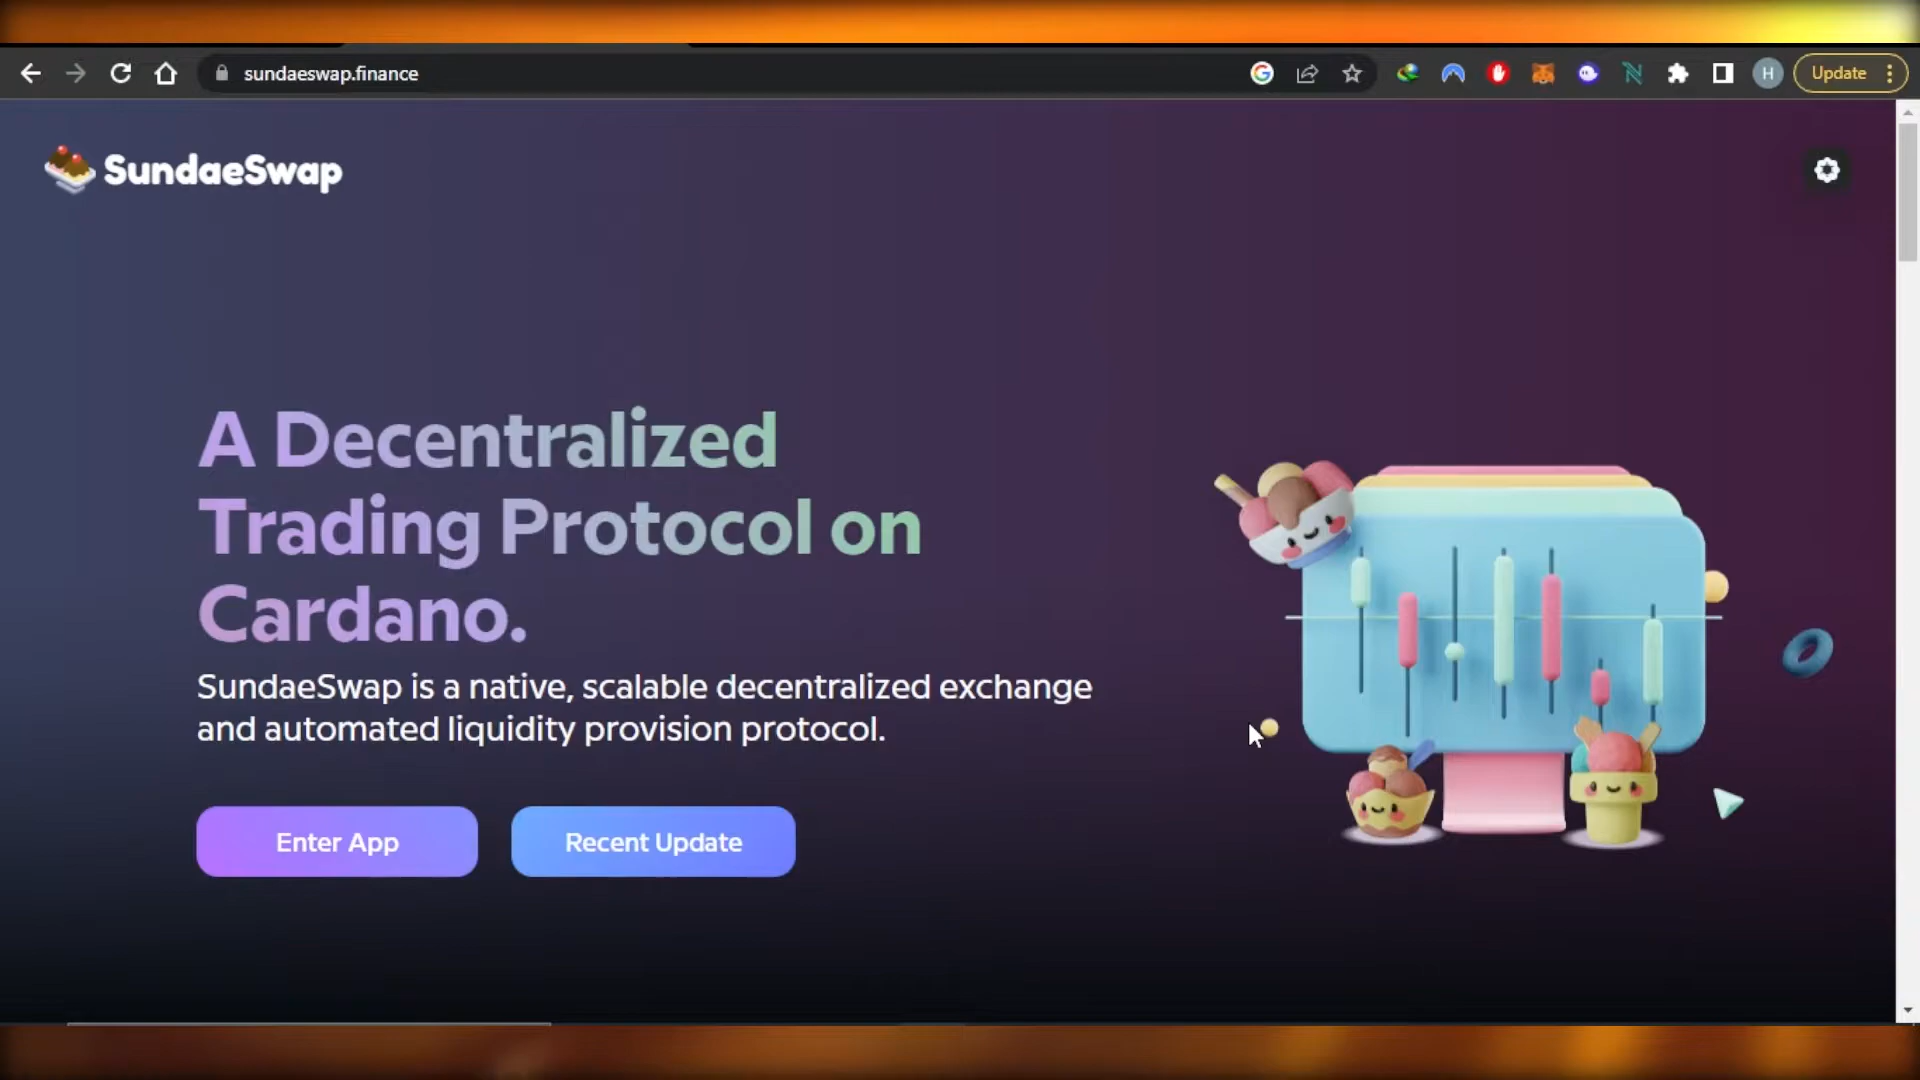 sundaeswap.finance
H
Update
SundaeSwap
A Decentralized
Trading Protocol on
Cardano.
SundaeSwap is a native, scalable decentralized exchange
and automated liquidity provision protocol.
Enter App
Recent Update